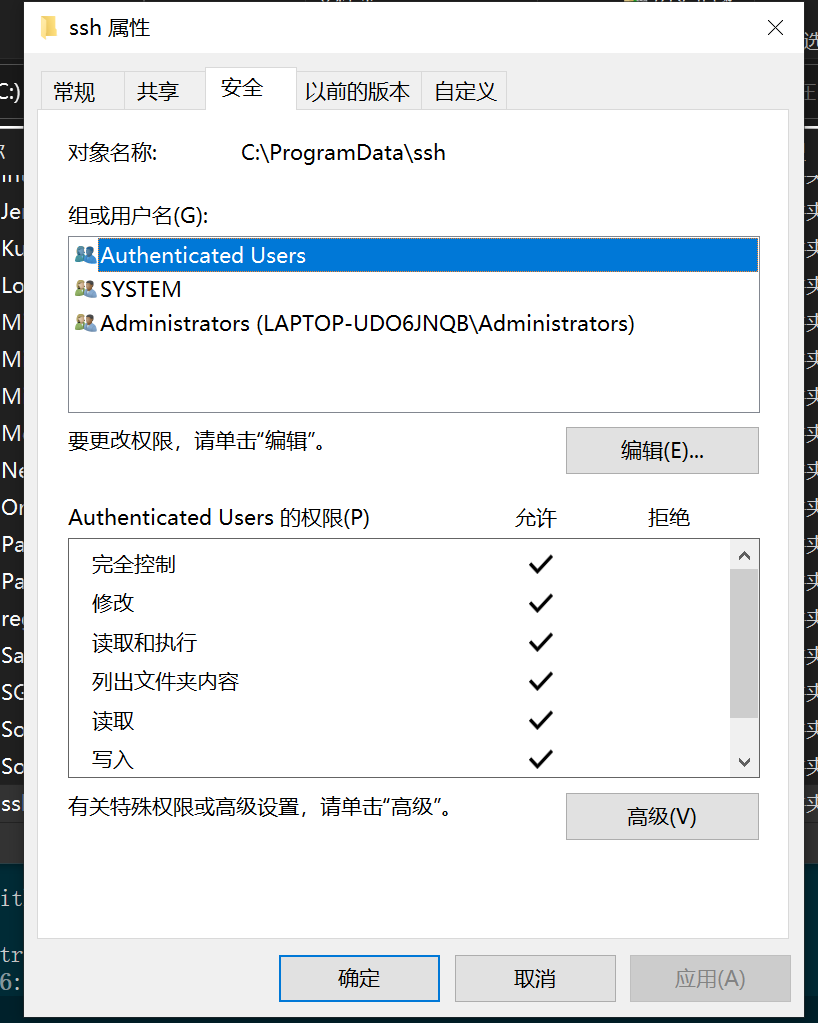 ssh 属性
常规 共享 安全 以前的版本 自定义
对象名称: C:\ProgramData\ssh
组或用户名(G):
Authenticated Users
SYSTEM
Administrators (LAPTOP-UDO6JNQB\Administrators)
要更改权限，请单击“编辑”。
编辑(E)...
Authenticated Users 的权限(P) 允许 拒绝
完全控制
修改
读取和执行
列出文件夹内容
读取
写入
有关特殊权限或高级设置，请单击“高级”。
高级(V)
确定 取消 应用(A)